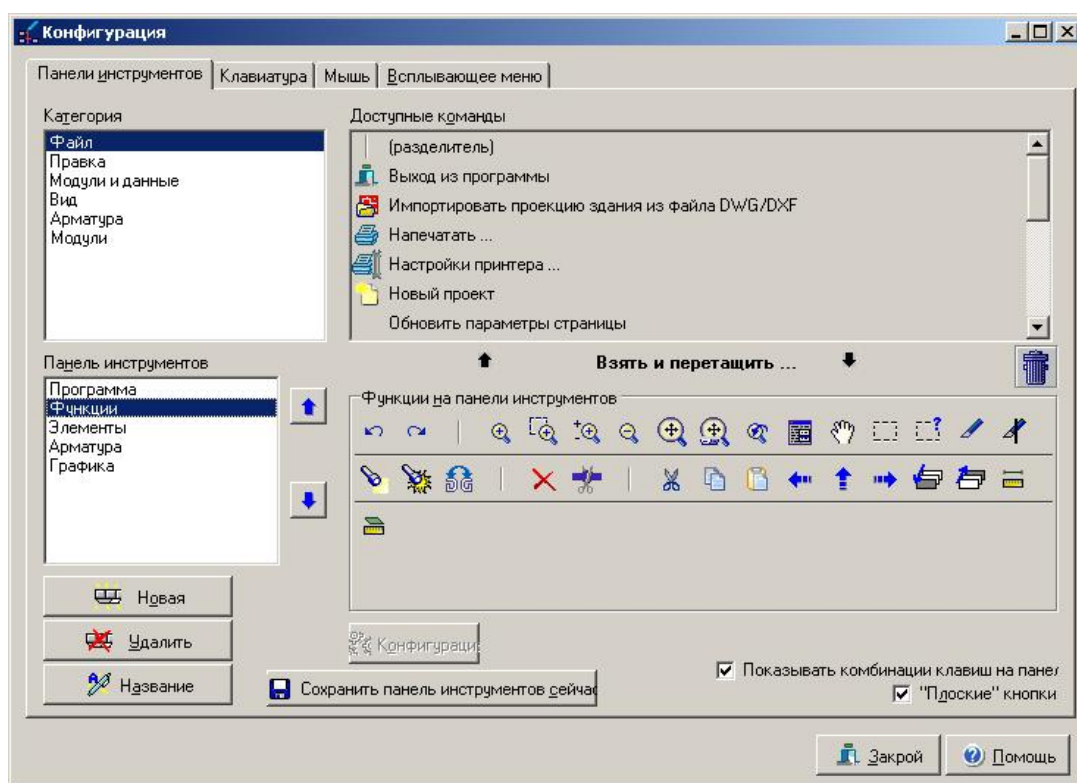 Конфигурация
Панели инструментов Клавиатура Мышь Всплывающее меню
Категория
Файл
Правка
Модули и данные
Вид
Арматура
Модули
Доступные команды
(разделитель)
Выход из программы
Импортировать проекцию здания из файла DWG/DXF
Напечатать ...
Настройки принтера ...
Новый проект
Обновить параметры страницы
Взять и перетащить ...
Панель инструментов
Программа
Функции
Элементы
Арматура
Графика
Функции на панели инструментов
Новая
Удалить
Название
Конфигураци
Сохранить панель инструментов сейчас
Показывать комбинации клавиш на панел
"Плоские" кнопки
Закрой
Помощь